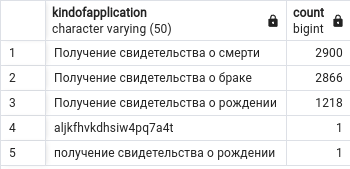 kindofapplication count
character varying (50) bigint
1 Получение свидетельства о смерти 2900
2 Получение свидетельства о браке 2866
3 Получение свидетельства о рождении 1218
4 aljkfhvkdhsiw4pq7a4t 1
5 получение свидетельства о рождении 1